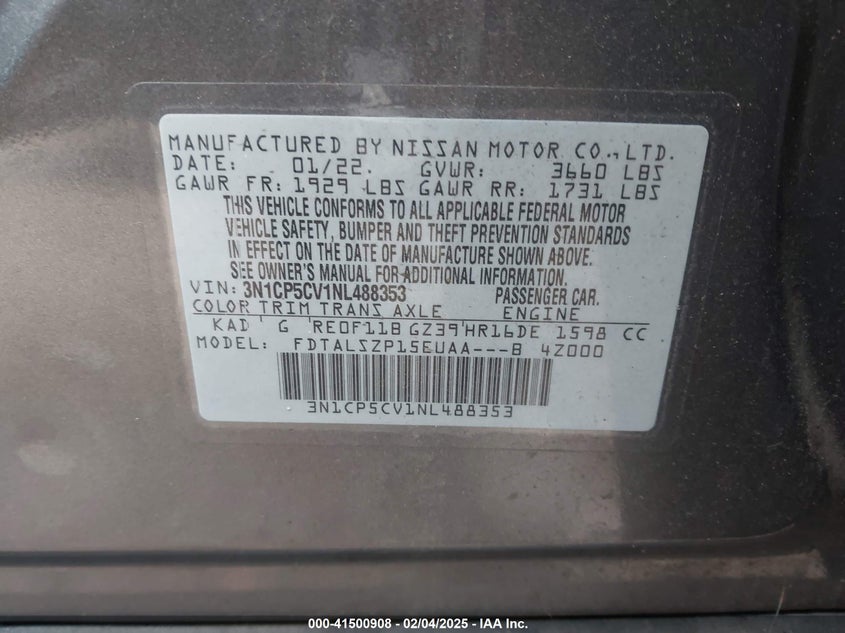 MANUFACTURED BY NISSAN MOTOR CO., LTD.
DATE: 01/22. GVWR: 3660 LBS
GAWR FR: 1929 LBS GAWR RR: 1731 LBS
THIS VEHICLE CONFORMS TO ALL APPLICABLE FEDERAL MOTOR
VEHICLE SAFETY, BUMPER AND THEFT PREVENTION STANDARDS
IN EFFECT ON THE DATE OF MANUFACTURE SHOWN ABOVE.
SEE OWNER'S MANUAL FOR ADDITIONAL INFORMATION.
VIN: 3N1CP5CV1NL488353 PASSENGER CAR.
COLOR TRIM TRANS AXLE ENGINE
KAD G RE0F11B GZ39 HR16DE 1598 CC
MODEL: FDTALSZP15EUAA---B 4Z000
3N1CP5CV1NL488353
000-41500908 - 02/04/2025 - IAA Inc.